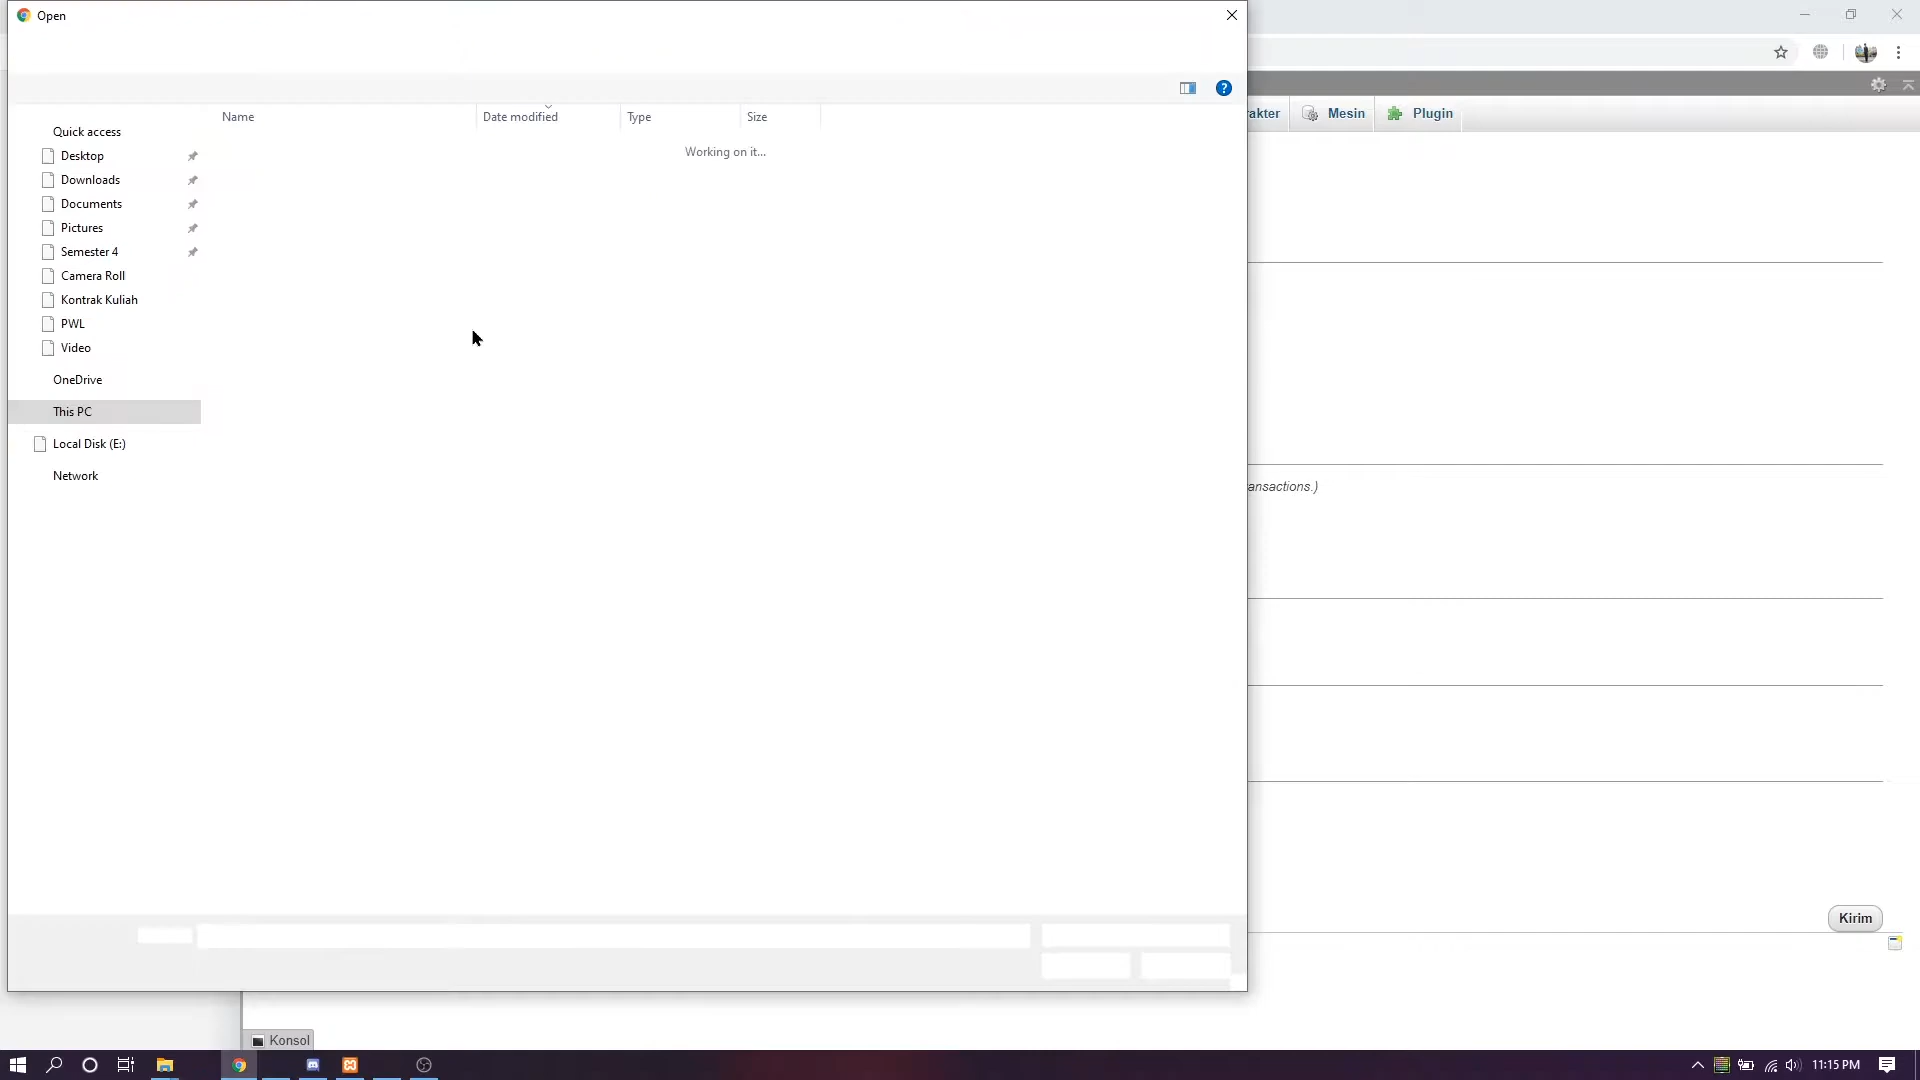 Open
akter
Mesin
Plugin
Name
Date modified
Type
Size
Working on it...
Quick access
Desktop
Downloads
Documents
Pictures
Semester 4
Camera Roll
Kontrak Kuliah
PWL
Video
OneDrive
This PC
Local Disk (E:)
Network
ansactions.)
Kirim
Konsol
11:15 PM